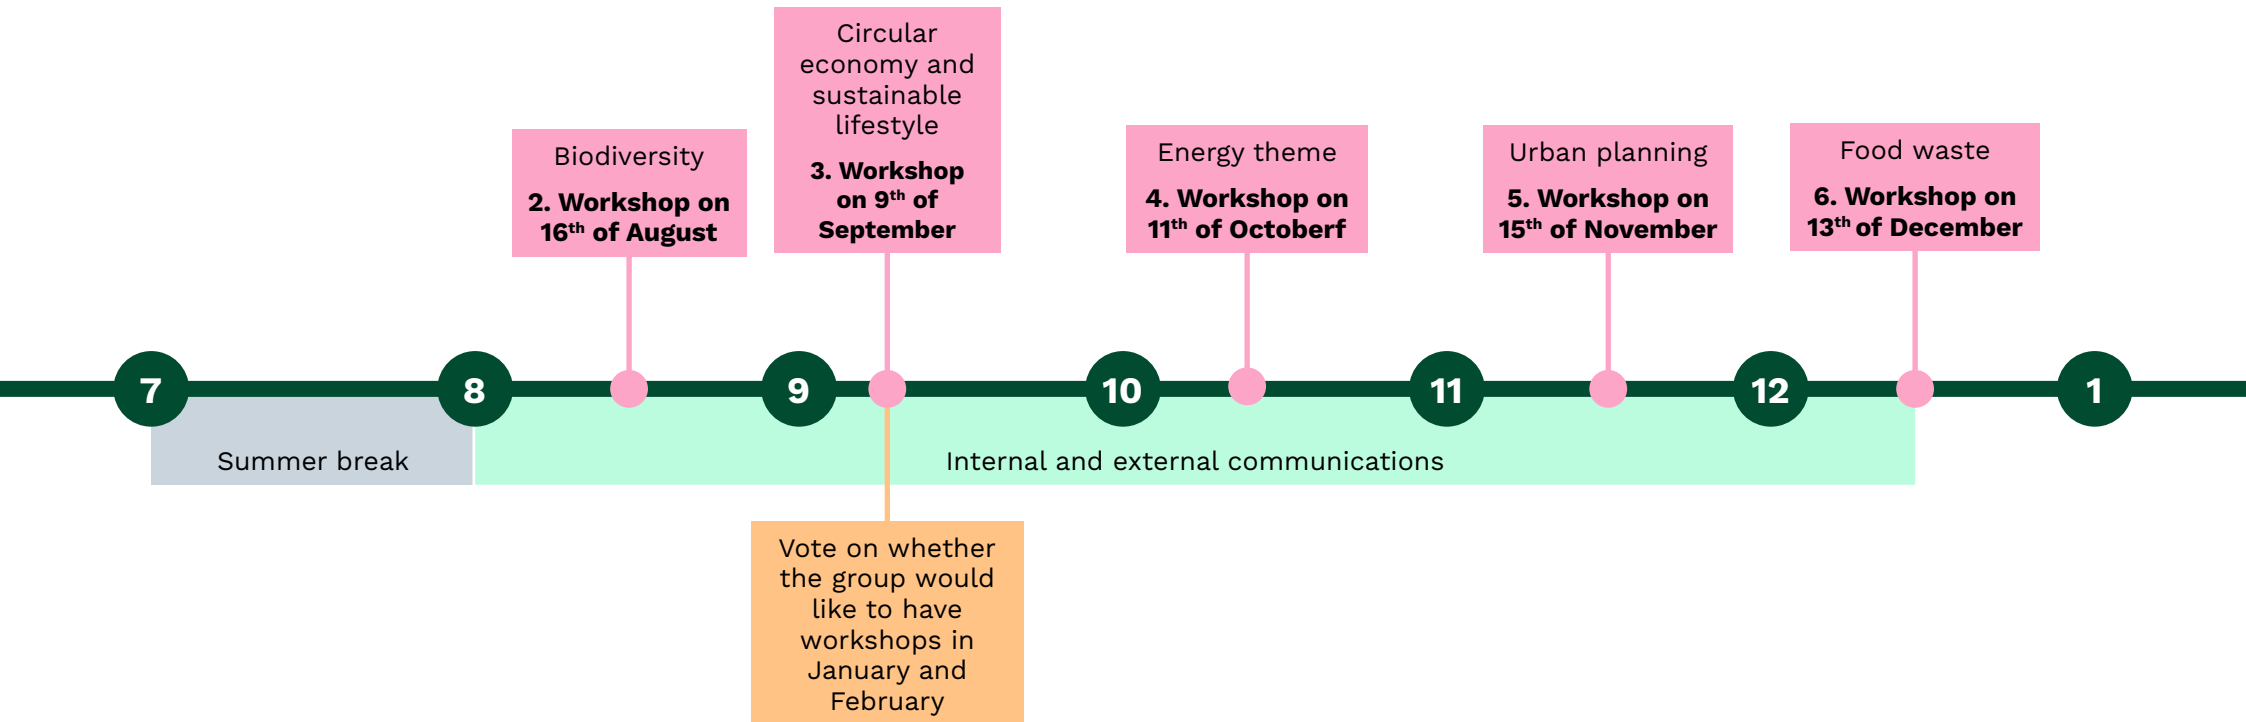 Circular
economy and
sustainable
lifestyle
3. Workshop
on 9th of
September
Biodiversity
2. Workshop on
16th of August
Energy theme
4. Workshop on
11th of Octoberf
Urban planning
5. Workshop on
15th of November
Food waste
6. Workshop on
13th of December
7
8
9
10
11
12
1
Summer break
Internal and external communications
Vote on whether
the group would
like to have
workshops in
January and
February